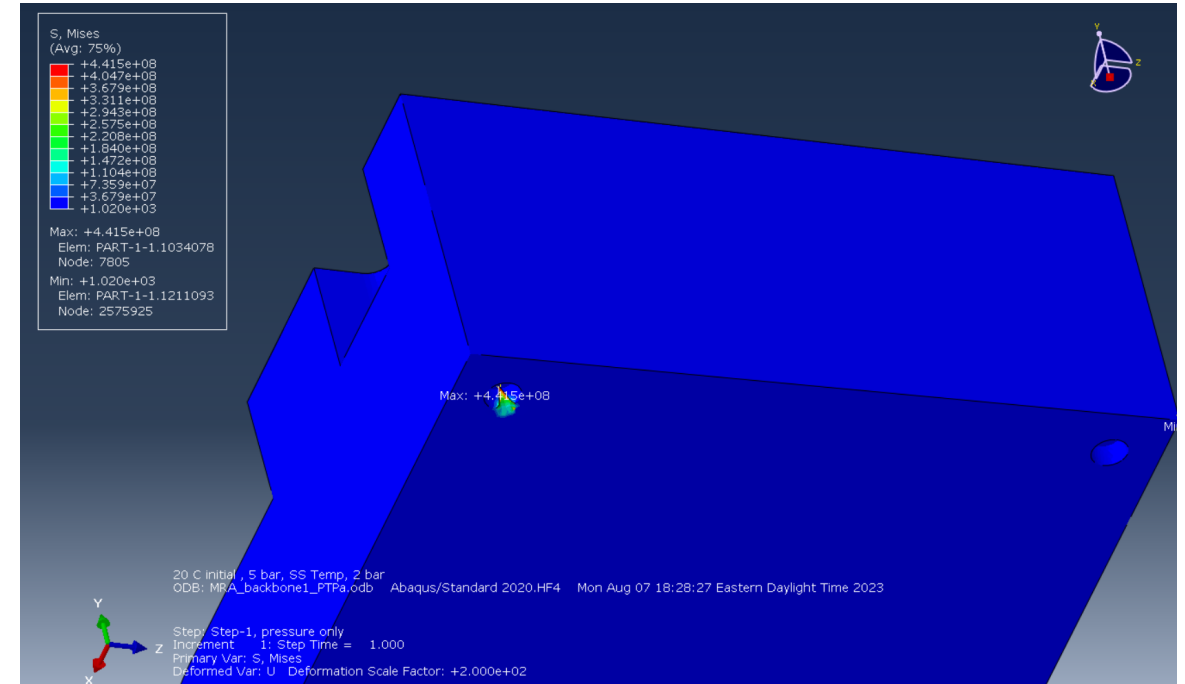 S, Mises
(Avg: 75%)
+4.415e+08
+4.047e+08
+3.679e+08
+3.311e+08
+2.943e+08
+2.575e+08
+2.208e+08
+1.840e+08
+1.472e+08
+1.104e+08
+7.359e+07
+3.679e+07
+1.020e+03
Max: +4.415e+08
Elem: PART-1-1.1034078
Node: 7805
Min: +1.020e+03
Elem: PART-1-1.1211093
Node: 2575925
Y
Z
X
Max: +4.415e+08
Mi
20 C initial , 5 bar, SS Temp, 2 bar
ODB: MRA_backbone1_PTPa.odb Abaqus/Standard 2020.HF4 Mon Aug 07 18:28:27 Eastern Daylight Time 2023
Y
Z
X
Step: Step-1, pressure only
Increment 1: Step Time = 1.000
Primary Var: S, Mises
Deformed Var: U Deformation Scale Factor: +2.000e+02